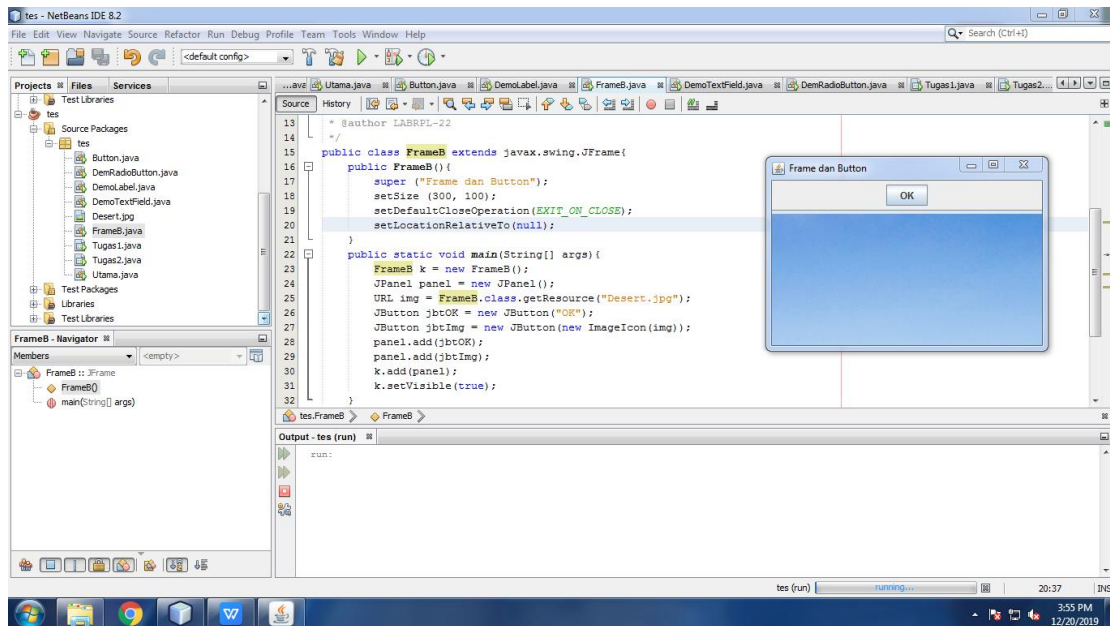 tes - NetBeans IDE 8.2
File Edit View Navigate Source Refactor Run Debug Profile Team Tools Window Help
Search (Ctrl+I)
<default config>
Projects Files Services
...ava Utama.java Button.java DemoLabel.java FrameB.java DemoTextField.java DemRadioButton.java Tugas1.java Tugas2....
Test Libraries
tes
Source Packages
tes
Button.java
DemRadioButton.java
DemoLabel.java
DemoTextField.java
Desert.jpg
FrameB.java
Tugas1.java
Tugas2.java
Utama.java
Test Packages
Libraries
Test Libraries
Source History
13 * @author LABRPL-22
14 */
15 public class FrameB extends javax.swing.JFrame{
16 public FrameB(){
17 super ("Frame dan Button");
18 setSize (300, 100);
19 setDefaultCloseOperation(EXIT_ON_CLOSE);
20 setLocationRelativeTo(null);
21 }
22 public static void main(String[] args){
23 FrameB k = new FrameB();
24 JPanel panel = new JPanel();
25 URL img = FrameB.class.getResource("Desert.jpg");
26 JButton jbtOK = new JButton("OK");
27 JButton jbtImg = new JButton(new ImageIcon(img));
28 panel.add(jbtOK);
29 panel.add(jbtImg);
30 k.add(panel);
31 k.setVisible(true);
32 }
Frame dan Button
OK
FrameB - Navigator
Members <empty>
FrameB :: JFrame
FrameB()
main(String[] args)
tes.FrameB FrameB
Output - tes (run)
run:
tes (run) running... 20:37 INS
3:55 PM
12/20/2019